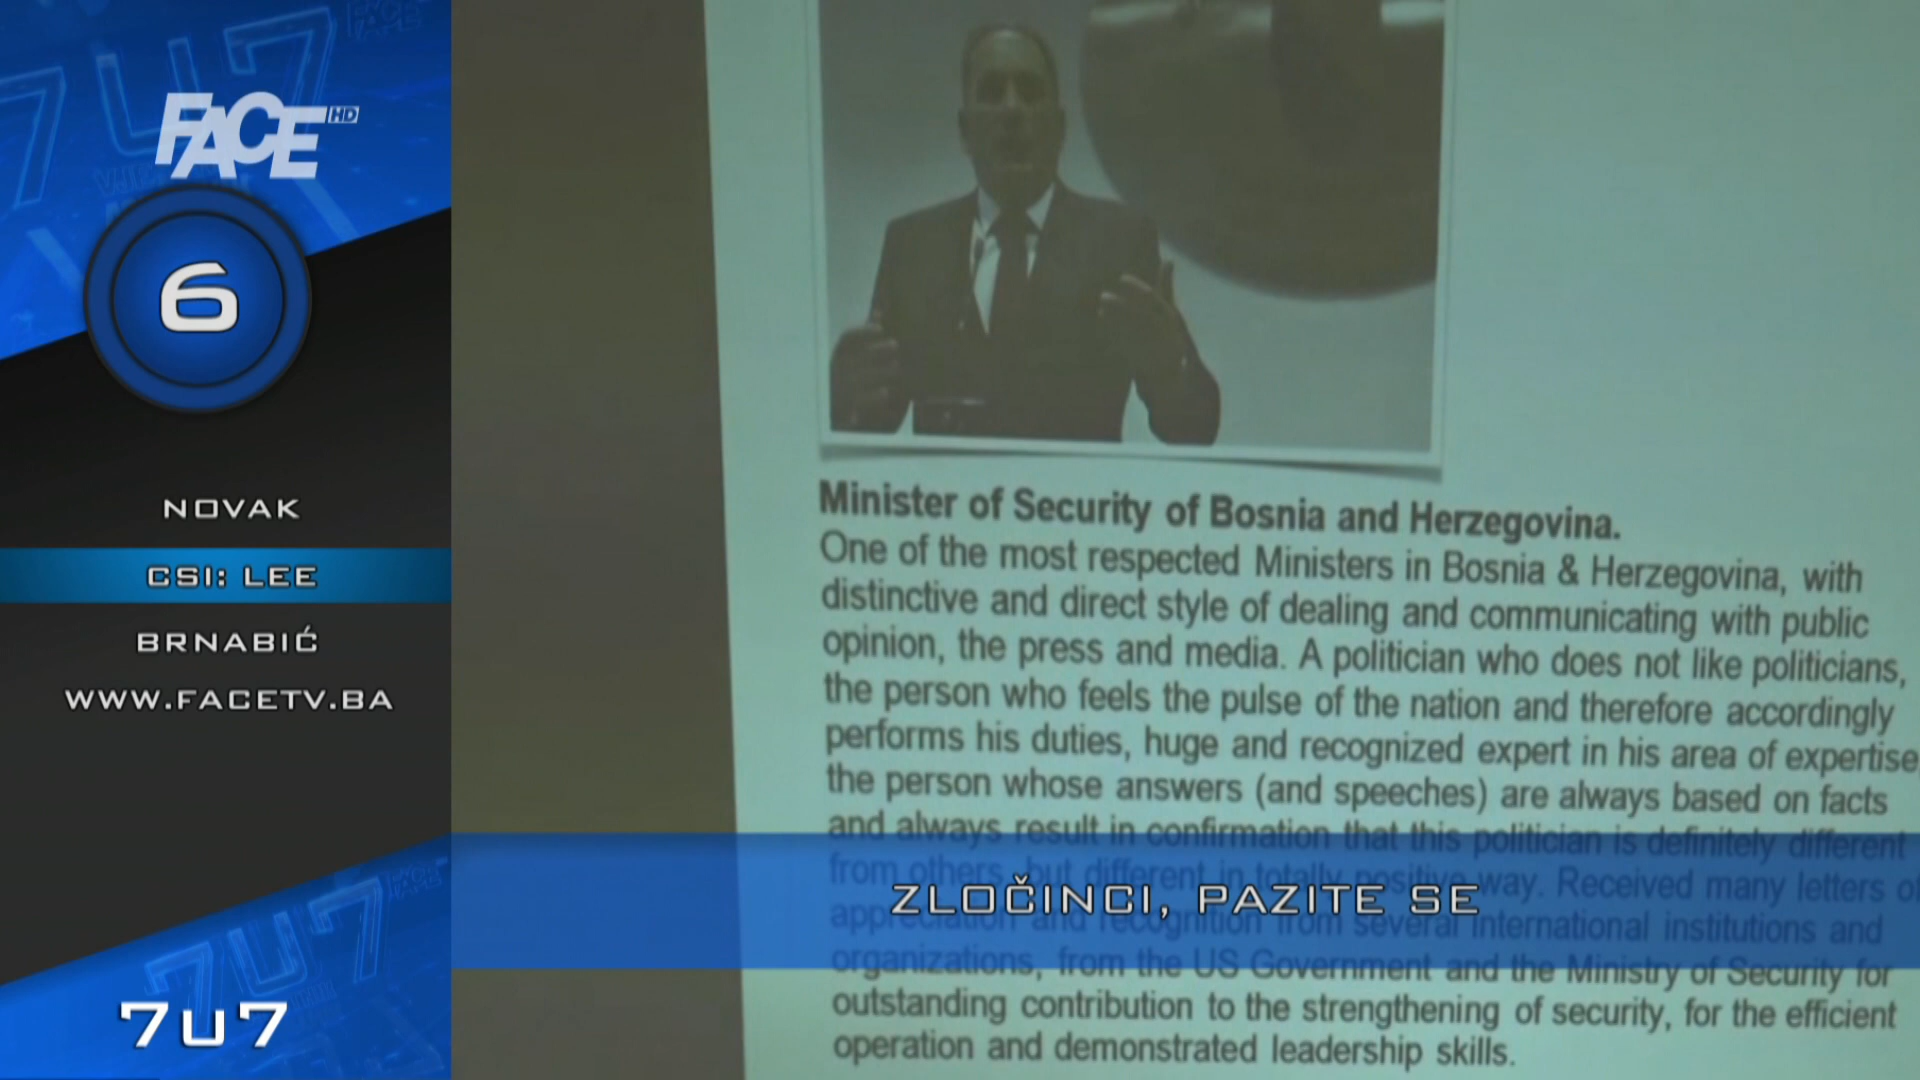 FACE HD
6
NOVAK
CSI: LEE
BRNABIĆ
WWW.FACETV.BA
7u7
Minister of Security of Bosnia and Herzegovina.
One of the most respected Ministers in Bosnia & Herzegovina, with
distinctive and direct style of dealing and communicating with public
opinion, the press and media. A politician who does not like politicians,
the person who feels the pulse of the nation and therefore accordingly
performs his duties, huge and recognized expert in his area of expertise
the person whose answers (and speeches) are always based on facts
and always result in confirmation that this politician is definitely different
from others, but different in totally positive way. Received many letters of
appreciation and recognition from several international institutions and
organizations, from the US Government and the Ministry of Security for
outstanding contribution to the strengthening of security, for the efficient
operation and demonstrated leadership skills.
ZLOČINCI, PAZITE SE